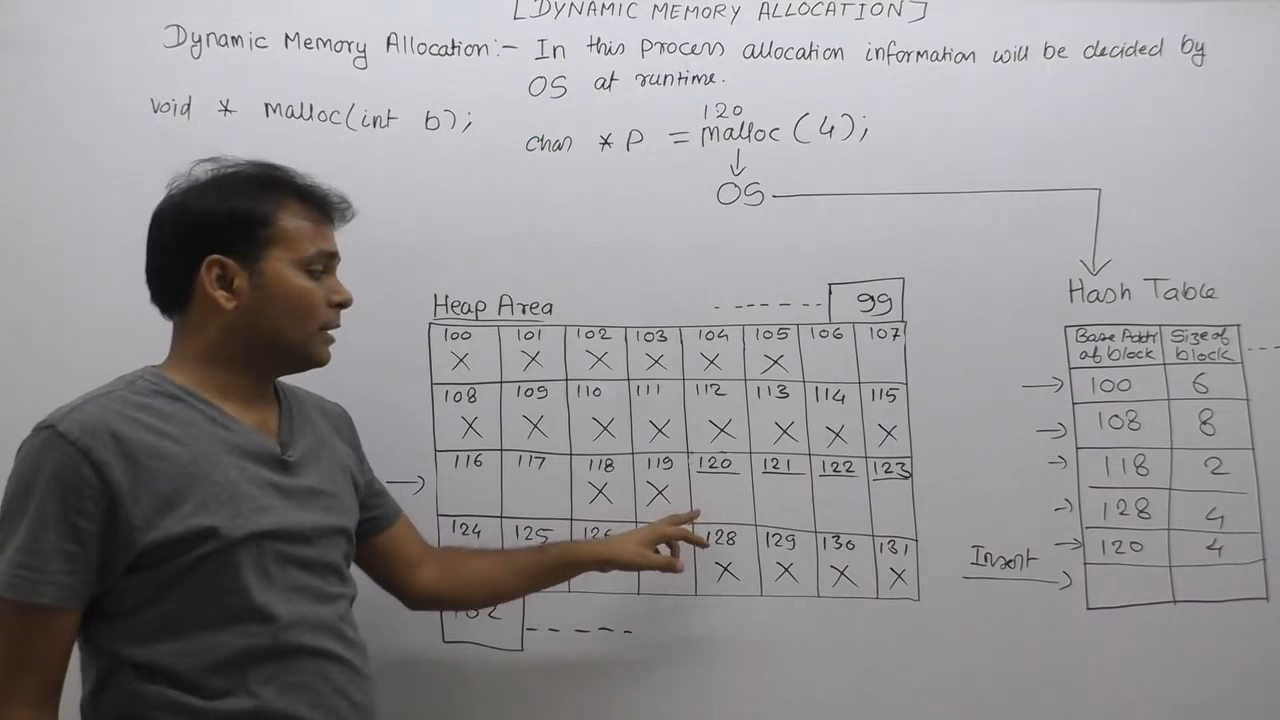 [DYNAMIC MEMORY ALLOCATION]
Dynamic Memory Allocation:- In this process allocation information will be decided by
OS at runtime.
void * malloc(int b);
120
char *P = malloc (4);
OS
Heap Area
99
Hash Table
100 101 102 103 104 105 106 107
X X X X X X
108 109 110 111 112 113 114 115
X X X X X X X X
116 117 118 119 120 121 122 123
X X
124 125 126 128 129 130 131
X X X X
132
Base Addr of block Size of block
100 6
108 8
118 2
128 4
120 4
Insert